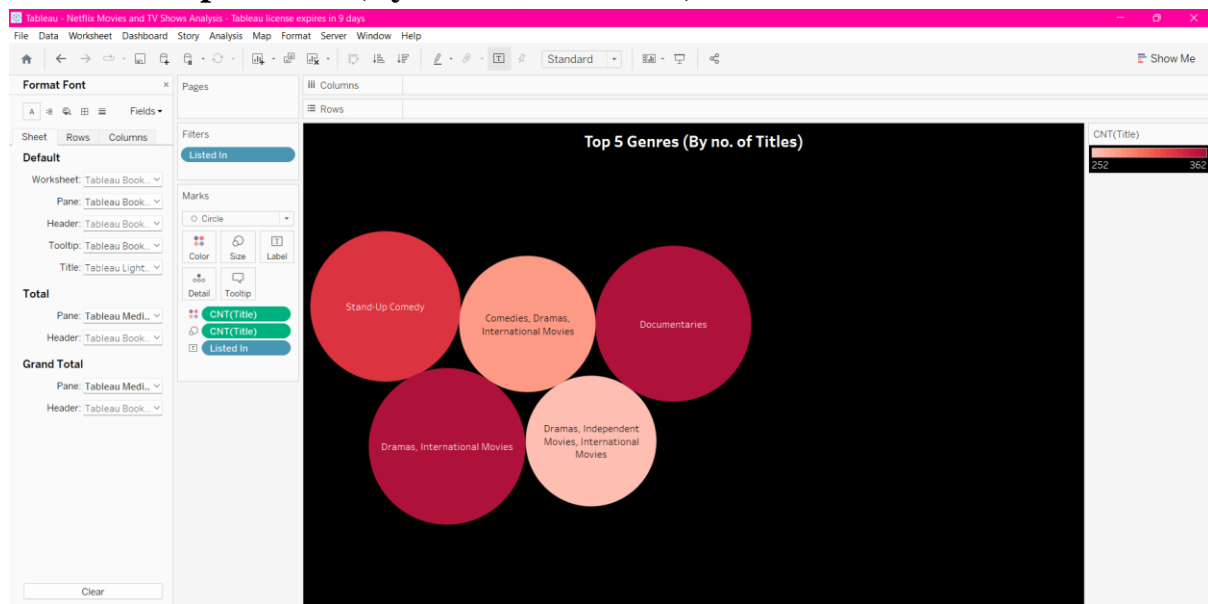 Tableau - Netflix Movies and TV Shows Analysis - Tableau license expires in 9 days
File Data Worksheet Dashboard Story Analysis Map Format Server Window Help
Standard
Show Me
Format Font
Fields
Sheet Rows Columns
Default
Worksheet: Tableau Book..
Pane: Tableau Book..
Header: Tableau Book..
Tooltip: Tableau Book..
Title: Tableau Light..
Total
Pane: Tableau Medi..
Header: Tableau Book..
Grand Total
Pane: Tableau Medi..
Header: Tableau Book..
Clear
Pages
Filters
Listed In
Marks
Circle
Color Size Label
Detail Tooltip
CNT(Title)
CNT(Title)
Listed In
Columns
Rows
Top 5 Genres (By no. of Titles)
Stand-Up Comedy
Comedies, Dramas,
International Movies
Documentaries
Dramas, International Movies
Dramas, Independent
Movies, International
Movies
CNT(Title)
252 362